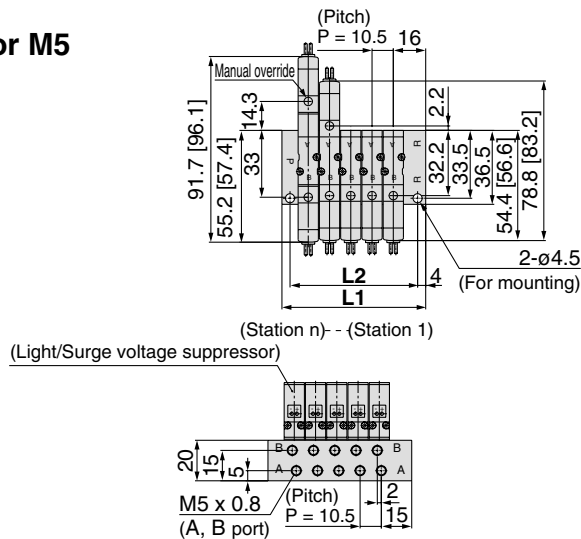 or M5
(Pitch)
P = 10.5
16
Manual override
14.3
2.2
91.7 [96.1]
55.2 [57.4]
33
P
A A A A A
B B B B B
R
R
32.2
33.5
36.5
54.4 [56.6]
78.8 [83.2]
2-ø4.5
(For mounting)
L2
4
L1
(Station n)- - (Station 1)
(Light/Surge voltage suppressor)
20
15
5
B
B
A
A
M5 x 0.8
(A, B port)
(Pitch)
P = 10.5
2
15